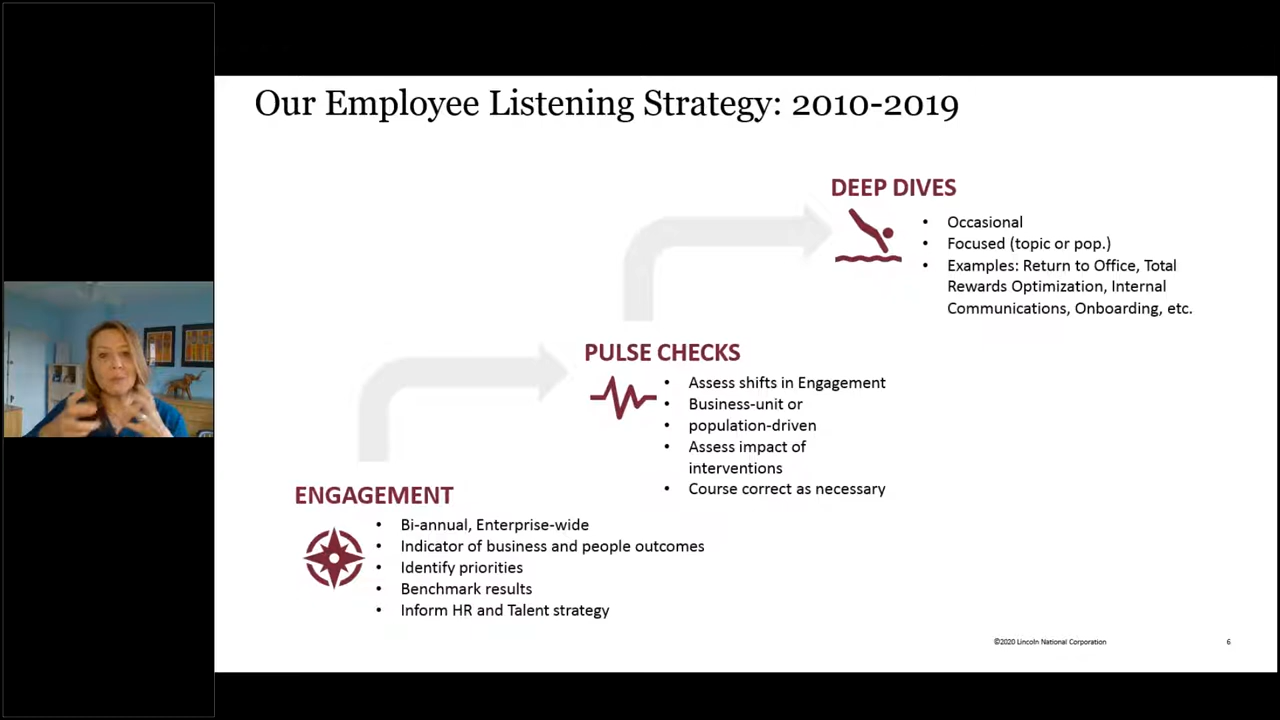 Our Employee Listening Strategy: 2010-2019
DEEP DIVES
• Occasional
• Focused (topic or pop.)
• Examples: Return to Office, Total
Rewards Optimization, Internal
Communications, Onboarding, etc.
PULSE CHECKS
• Assess shifts in Engagement
• Business-unit or
• population-driven
• Assess impact of
interventions
• Course correct as necessary
ENGAGEMENT
• Bi-annual, Enterprise-wide
• Indicator of business and people outcomes
• Identify priorities
• Benchmark results
• Inform HR and Talent strategy
©2020 Lincoln National Corporation
6